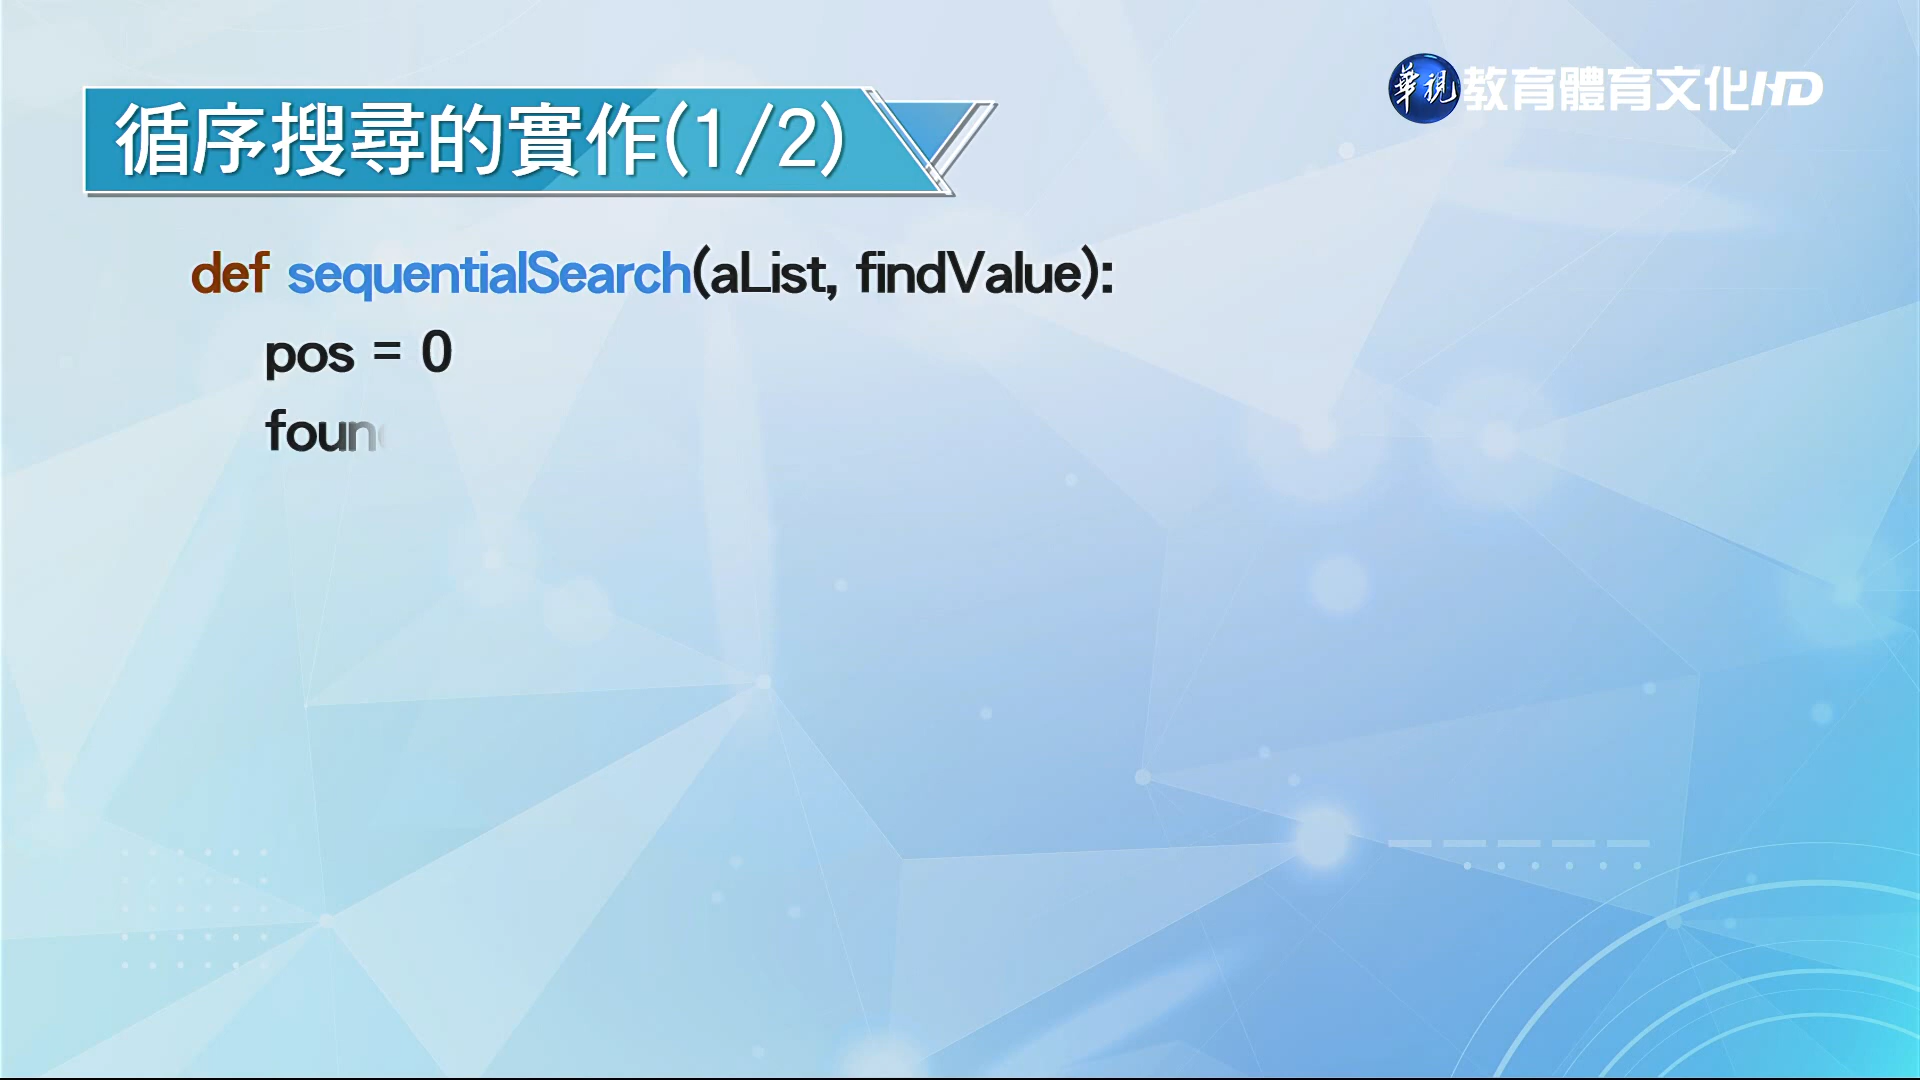 華視 教育體育文化HD
循序搜尋的實作(1/2)
def sequentialSearch(aList, findValue):
pos = 0
foun